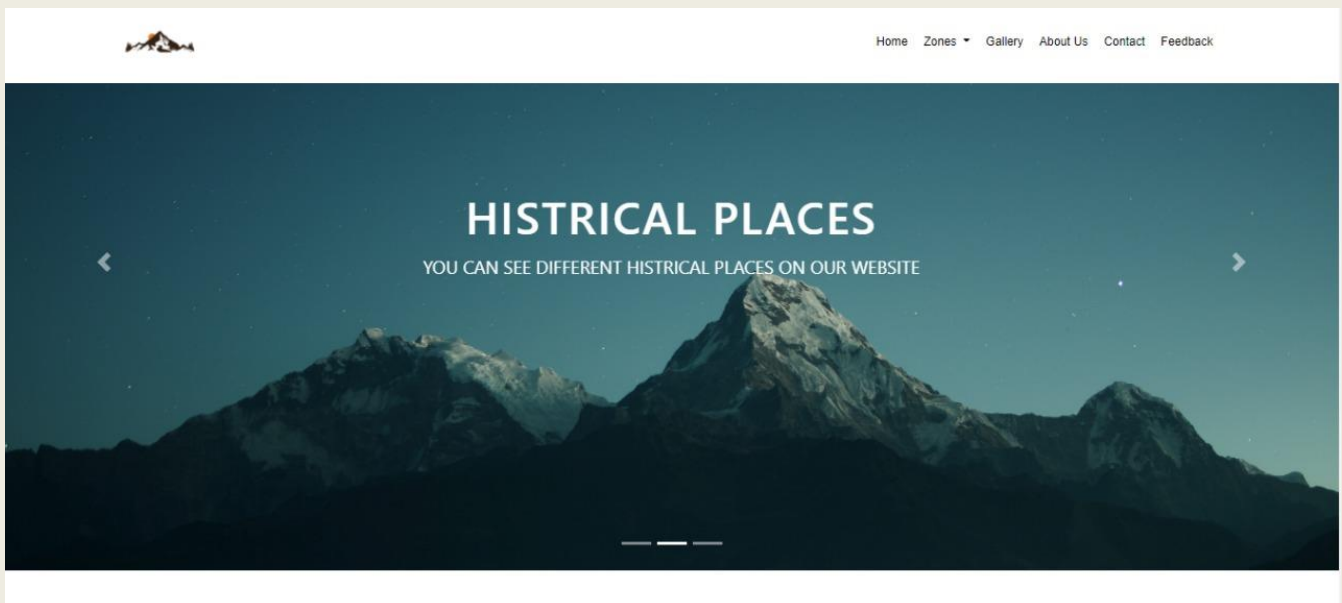 Home Zones Gallery About Us Contact Feedback
HISTRICAL PLACES
YOU CAN SEE DIFFERENT HISTRICAL PLACES ON OUR WEBSITE